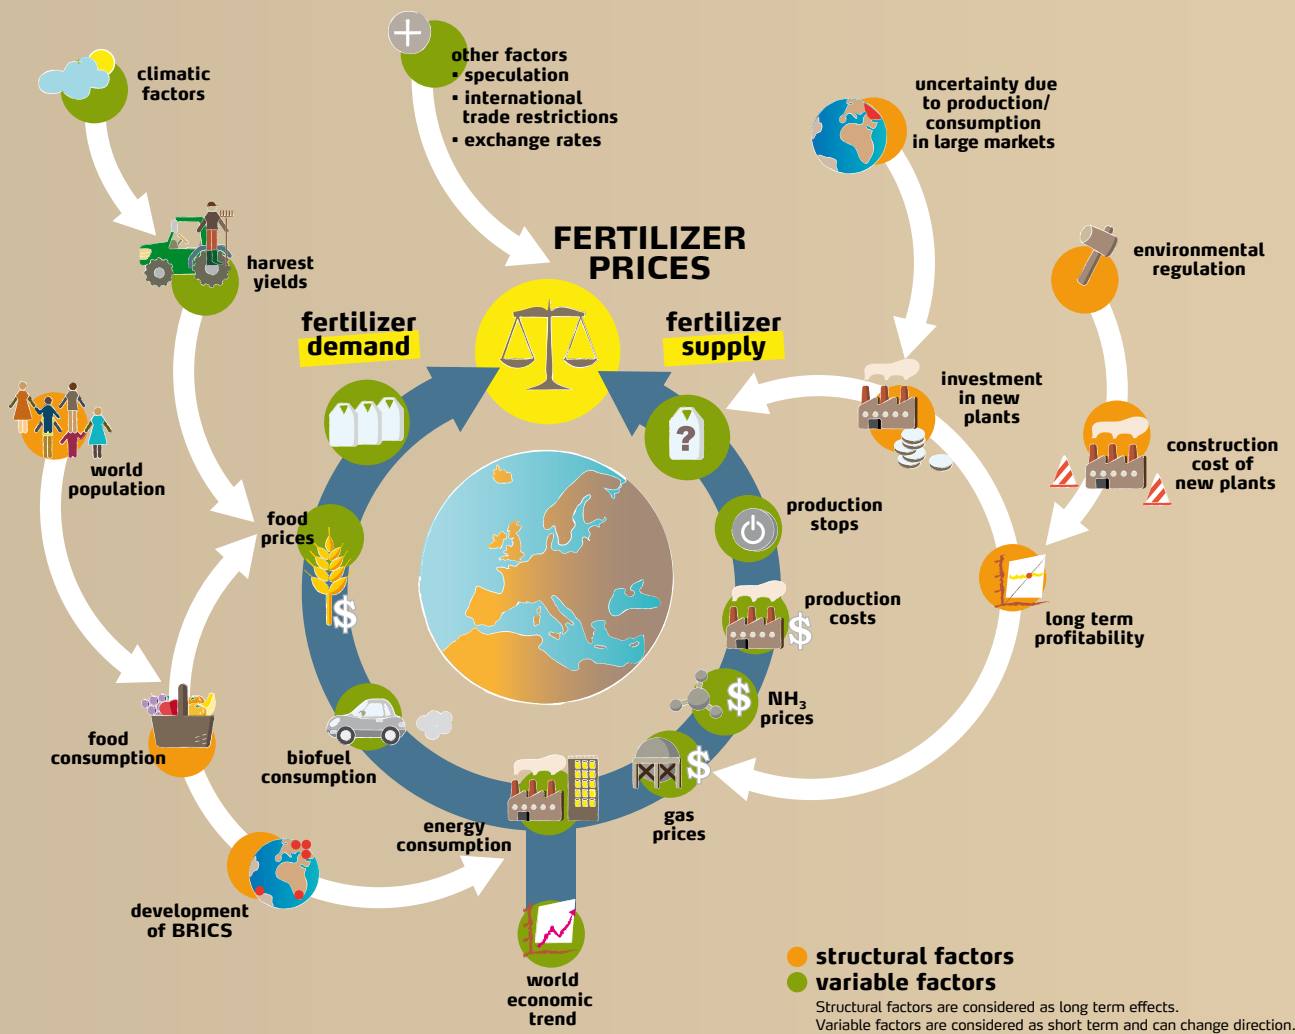 climatic
factors
other factors
▪ speculation
▪ international
trade restrictions
▪ exchange rates
uncertainty due
to production/
consumption
in large markets
FERTILIZER
PRICES
environmental
regulation
harvest
yields
fertilizer
demand
fertilizer
supply
investment
in new
plants
construction
cost of
new plants
world
population
?
food
prices
$
production
stops
production
costs
$
long term
profitability
NH₃
prices
$
food
consumption
biofuel
consumption
gas
prices
$
energy
consumption
development
of BRICS
world
economic
trend
structural factors
variable factors
Structural factors are considered as long term effects.
Variable factors are considered as short term and can change direction.